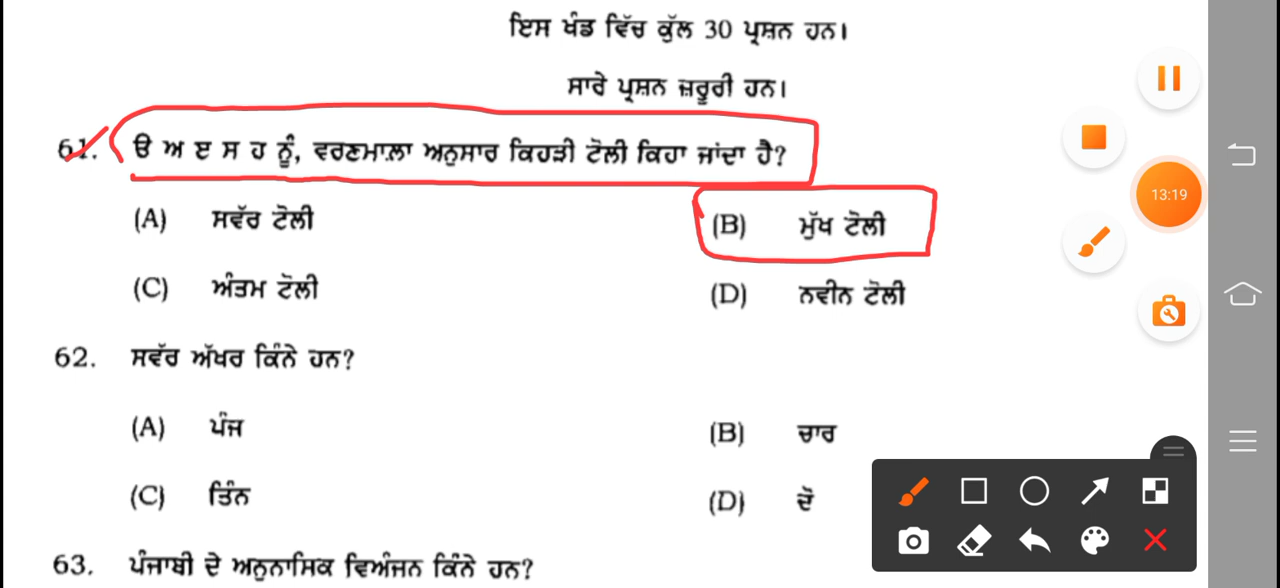 ਇਸ ਖੰਡ ਵਿੱਚ ਕੁੱਲ 30 ਪ੍ਰਸ਼ਨ ਹਨ।
ਸਾਰੇ ਪ੍ਰਸ਼ਨ ਜ਼ਰੂਰੀ ਹਨ।
61. ੳ ਅ ੲ ਸ ਹ ਨੂੰ, ਵਰਣਮਾਲਾ ਅਨੁਸਾਰ ਕਿਹੜੀ ਟੋਲੀ ਕਿਹਾ ਜਾਂਦਾ ਹੈ?
(A) ਸਵੱਰ ਟੋਲੀ (B) ਮੁੱਖ ਟੋਲੀ
(C) ਅੰਤਮ ਟੋਲੀ (D) ਨਵੀਨ ਟੋਲੀ
62. ਸਵੱਰ ਅੱਖਰ ਕਿੰਨੇ ਹਨ?
(A) ਪੰਜ (B) ਚਾਰ
(C) ਤਿੰਨ (D) ਦੋ
63. ਪੰਜਾਬੀ ਦੇ ਅਨੁਨਾਸਿਕ ਵਿਅੰਜਨ ਕਿੰਨੇ ਹਨ?
13:19